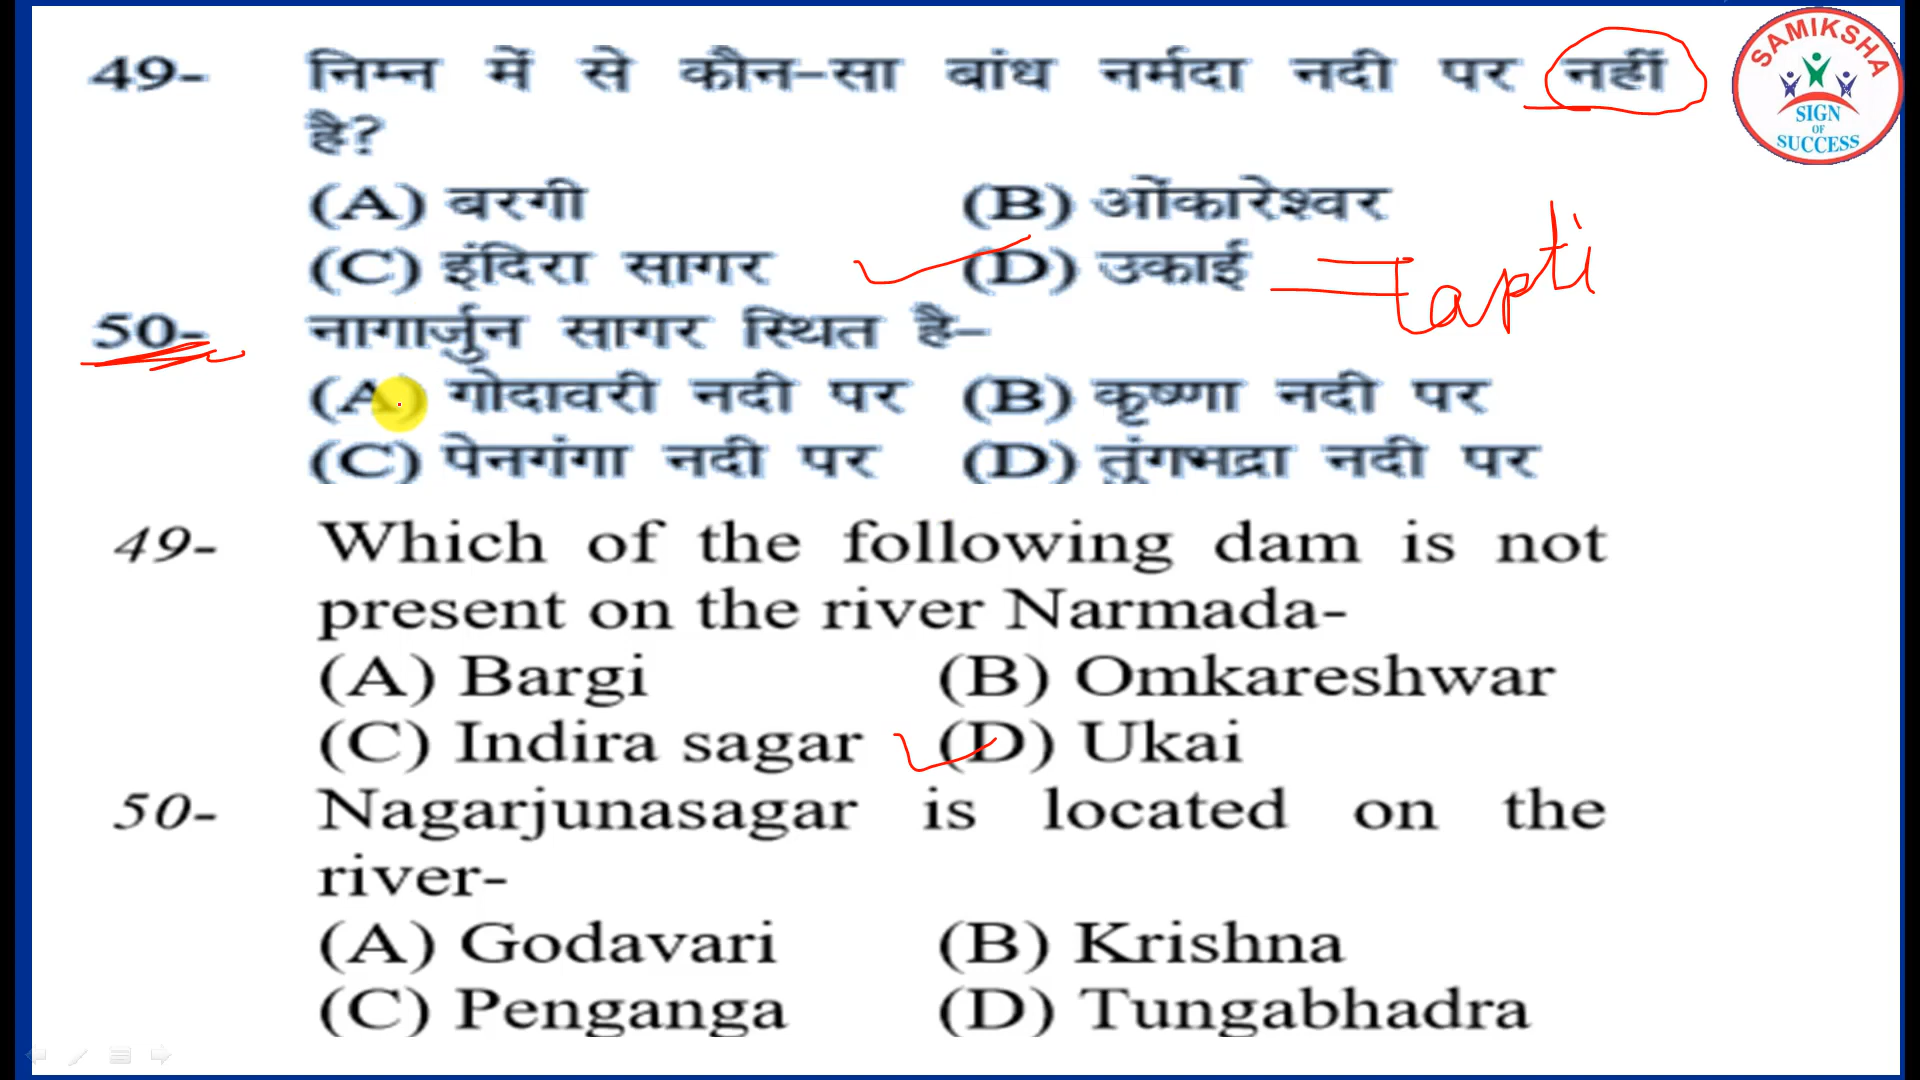 49- निम्न में से कौन-सा बांध नर्मदा नदी पर नहीं
है?
(A) बरगी (B) ओंकारेश्वर
(C) इंदिरा सागर (D) उकाई = Tapti
50- नागार्जुन सागर स्थित है-
(A) गोदावरी नदी पर (B) कृष्णा नदी पर
(C) पेनगंगा नदी पर (D) तुंगभद्रा नदी पर
49- Which of the following dam is not
present on the river Narmada-
(A) Bargi (B) Omkareshwar
(C) Indira sagar (D) Ukai
50- Nagarjunasagar is located on the
river-
(A) Godavari (B) Krishna
(C) Penganga (D) Tungabhadra
SAMIKSHA
SIGN
OF
SUCCESS